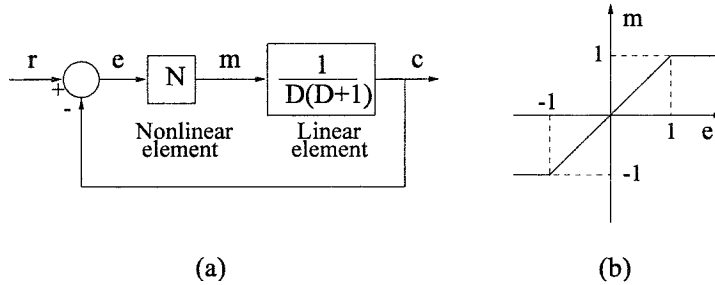 r
+
-
e
N
m
1
D(D+1)
c
Nonlinear
element
Linear
element
(a)
m
1
-1
1
e
-1
(b)